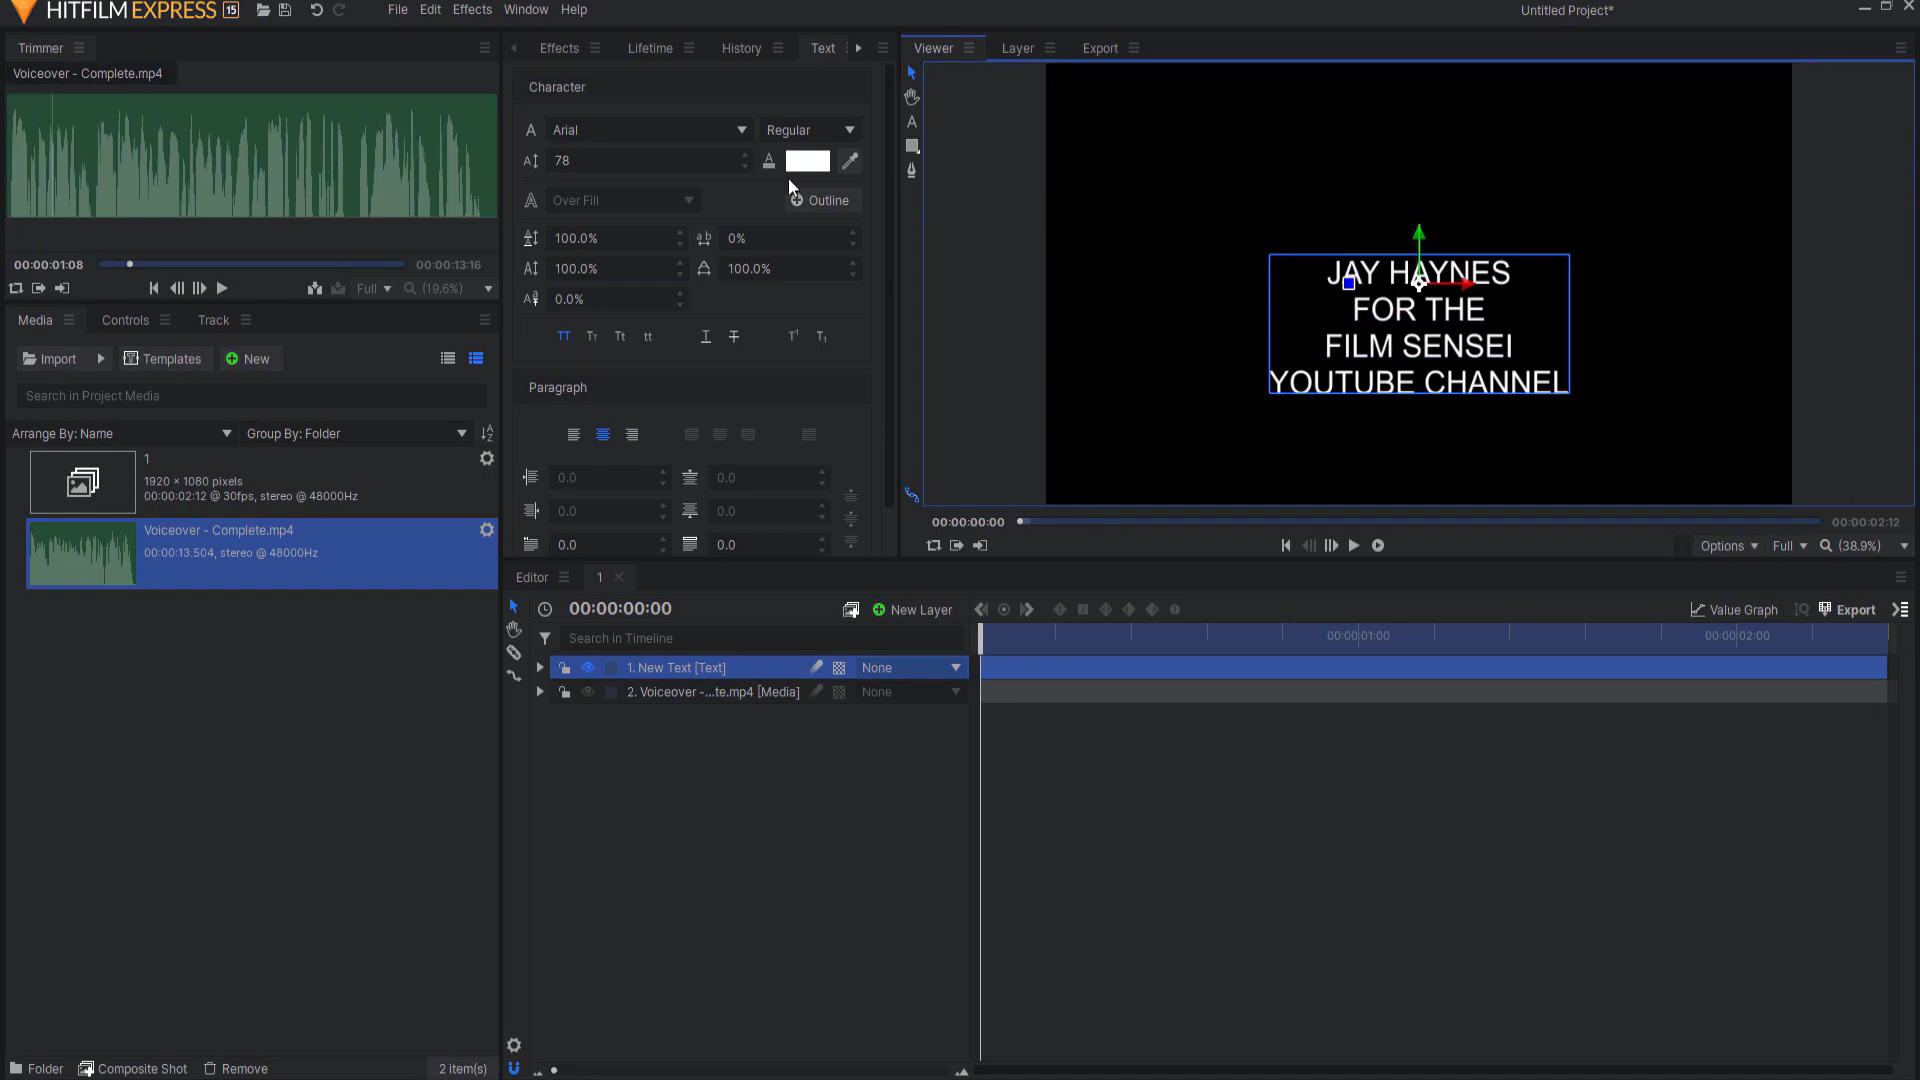 HITFILM EXPRESS 15
File Edit Effects Window Help
Untitled Project*
Trimmer
Voiceover - Complete.mp4
00:00:01:08
00:00:13:16
Full
(19.6%)
Media Controls Track
Import
Templates
New
Search in Project Media
Arrange By: Name
Group By: Folder
1
1920 × 1080 pixels
00:00:02:12 @ 30fps, stereo @ 48000Hz
Voiceover - Complete.mp4
00:00:13.504, stereo @ 48000Hz
Folder
Composite Shot
Remove
2 item(s)
Effects Lifetime History Text
Character
Arial
Regular
78
Over Fill
Outline
100.0%
0%
100.0%
100.0%
0.0%
TT Tt Tt tt T T T¹ T₁
Paragraph
0.0
0.0
0.0
0.0
0.0
0.0
Viewer Layer Export
JAY HAYNES
FOR THE
FILM SENSEI
YOUTUBE CHANNEL
00:00:00:00
00:00:02:12
Options
Full
(38.9%)
Editor
1
00:00:00:00
New Layer
Value Graph
Export
Search in Timeline
00:00:01:00
00:00:02:00
1. New Text [Text]
None
2. Voiceover -...te.mp4 [Media]
None